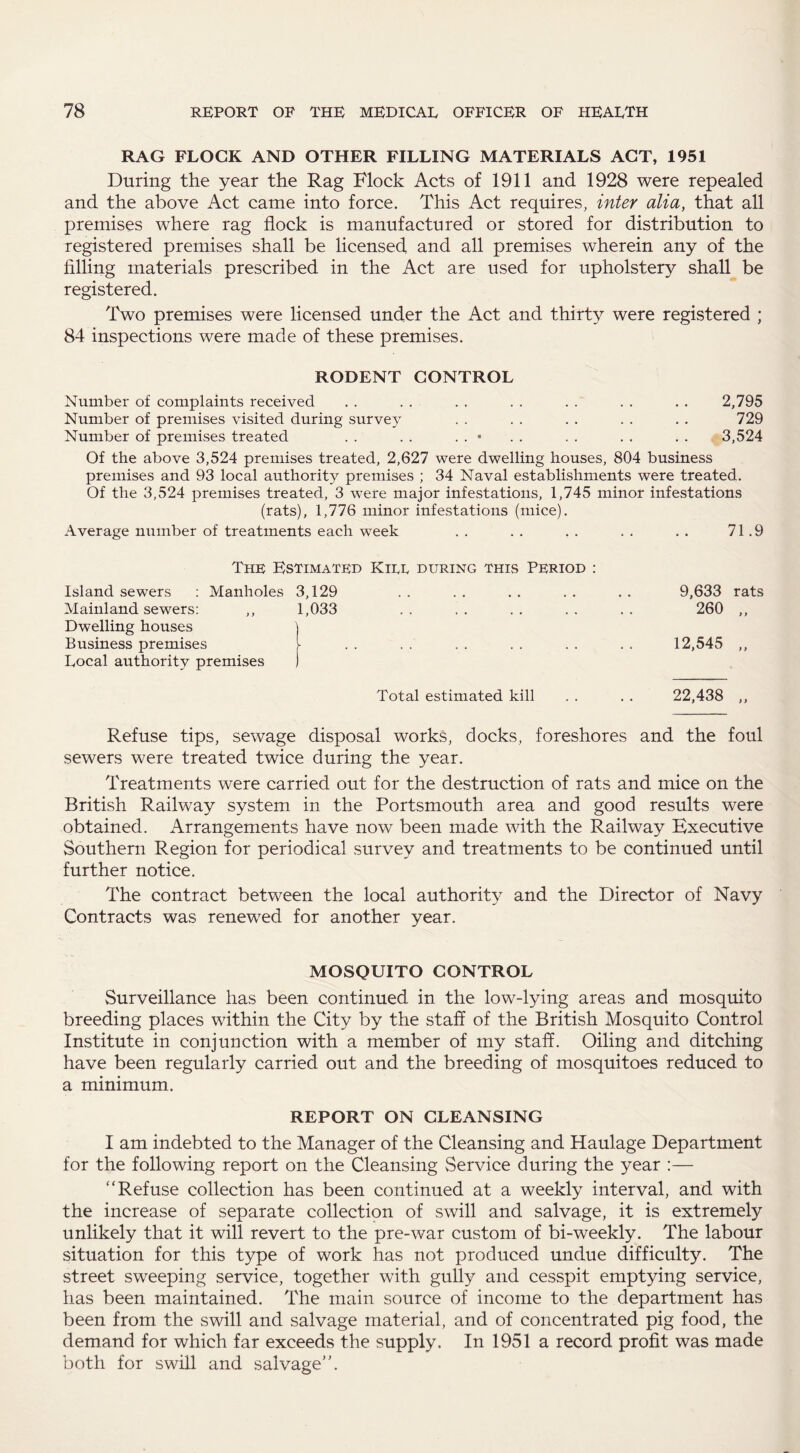 78 REPORT OF THE MEDICAL OFFICER OF HEALTH
RAG FLOCK AND OTHER FILLING MATERIALS ACT, 1951
During the year the Rag Flock Acts of 1911 and 1928 were repealed
and the above Act came into force. This Act requires, inter alia, that all
premises where rag flock is manufactured or stored for distribution to
registered premises shall be licensed and all premises wherein any of the
filling materials prescribed in the Act are used for upholstery shall be
registered.
Two premises were licensed under the Act and thirty were registered ;
84 inspections were made of these premises.
RODENT CONTROL
Number of complaints received . . . . . . . . . . . . . . 2,795
Number of premises visited during survey . . . . . . . . . . 729
Number of premises treated . . . . . . . . . . . . . . 3,524
Of the above 3,524 premises treated, 2,627 were dwelling houses, 804 business
premises and 93 local authority premises ; 34 Naval establishments were treated.
Of the 3,524 premises treated, 3 were major infestations, 1,745 minor infestations
(rats), 1,776 minor infestations (mice).
Average number of treatments each week . . . . . . . . . . 71.9
THE ESTIMATED KILL DURING THIS PERIOD :
Island sewers : Manholes 3,129 . . . . . . . . . . 9,633 rats
Mainland sewers: ,, 1,033 . . . . . . . . . . 260 ,,
Dwelling houses }
Business premises } . . . . . . . . . . . . 12,545 ,,
Local authority premises }
Total estimated kill . . . . 22,438 ,,
Refuse tips, sewage disposal works, docks, foreshores and the foul
sewers were treated twice during the year.
Treatments were carried out for the destruction of rats and mice on the
British Railway system in the Portsmouth area and good results were
obtained. Arrangements have now been made with the Railway Executive
Southern Region for periodical survey and treatments to be continued until
further notice.
The contract between the local authority and the Director of Navy
Contracts was renewed for another year.
MOSQUITO CONTROL
Surveillance has been continued in the low-lying areas and mosquito
breeding places within the City by the staff of the British Mosquito Control
Institute in conjunction with a member of my staff. Oiling and ditching
have been regularly carried out and the breeding of mosquitoes reduced to
a minimum.
REPORT ON CLEANSING
I am indebted to the Manager of the Cleansing and Haulage Department
for the following report on the Cleansing Service during the year :—
"Refuse collection has been continued at a weekly interval, and with
the increase of separate collection of swill and salvage, it is extremely
unlikely that it will revert to the pre-war custom of bi-weekly. The labour
situation for this type of work has not produced undue difficulty. The
street sweeping service, together with gully and cesspit emptying service,
has been maintained. The main source of income to the department has
been from the swill and salvage material, and of concentrated pig food, the
demand for which far exceeds the supply. In 1951 a record profit was made
both for swill and salvage".